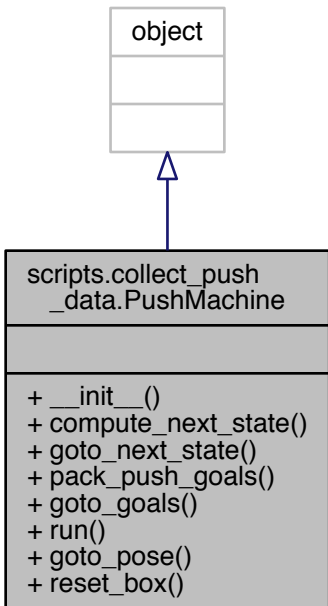 object
scripts.collect_push
_data.PushMachine
+ __init__()
+ compute_next_state()
+ goto_next_state()
+ pack_push_goals()
+ goto_goals()
+ run()
+ goto_pose()
+ reset_box()